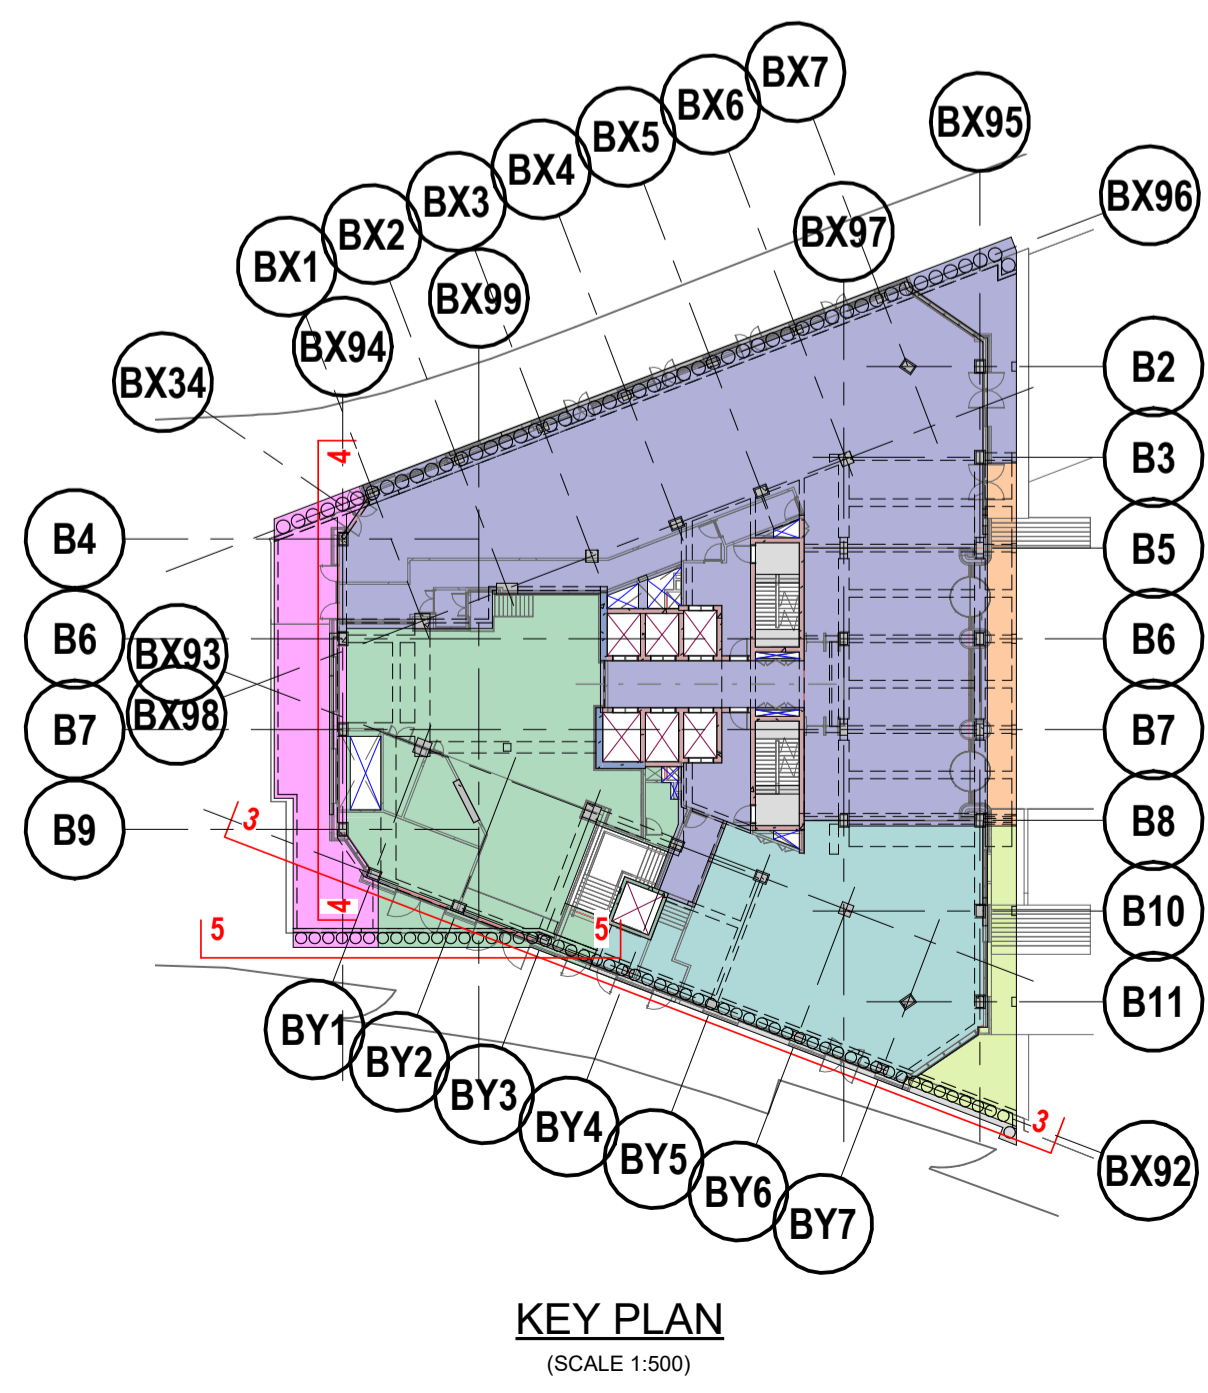 BX7
BX6
BX5
BX4
BX3
BX2
BX1
BX95
BX96
BX97
BX99
BX94
BX34
B2
B3
B4
B5
B6
B6
BX93
BX98
B7
B7
B9
B8
B10
B11
4
4
3
3
5
5
BY1
BY2
BY3
BY4
BY5
BY6
BY7
BX92
KEY PLAN
(SCALE 1:500)